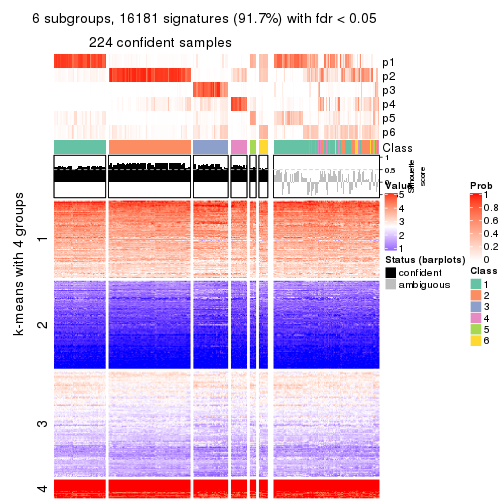 6 subgroups, 16181 signatures (91.7%) with fdr < 0.05
224 confident samples
p1
p2
p3
p4
p5
p6
Class
1
0.5
0
Silhouette
score
k-means with 4 groups
1
2
3
4
Value
5
4
3
2
1
Status (barplots)
confident
ambiguous
Prob
1
0.8
0.6
0.4
0.2
0
Class
1
2
3
4
5
6